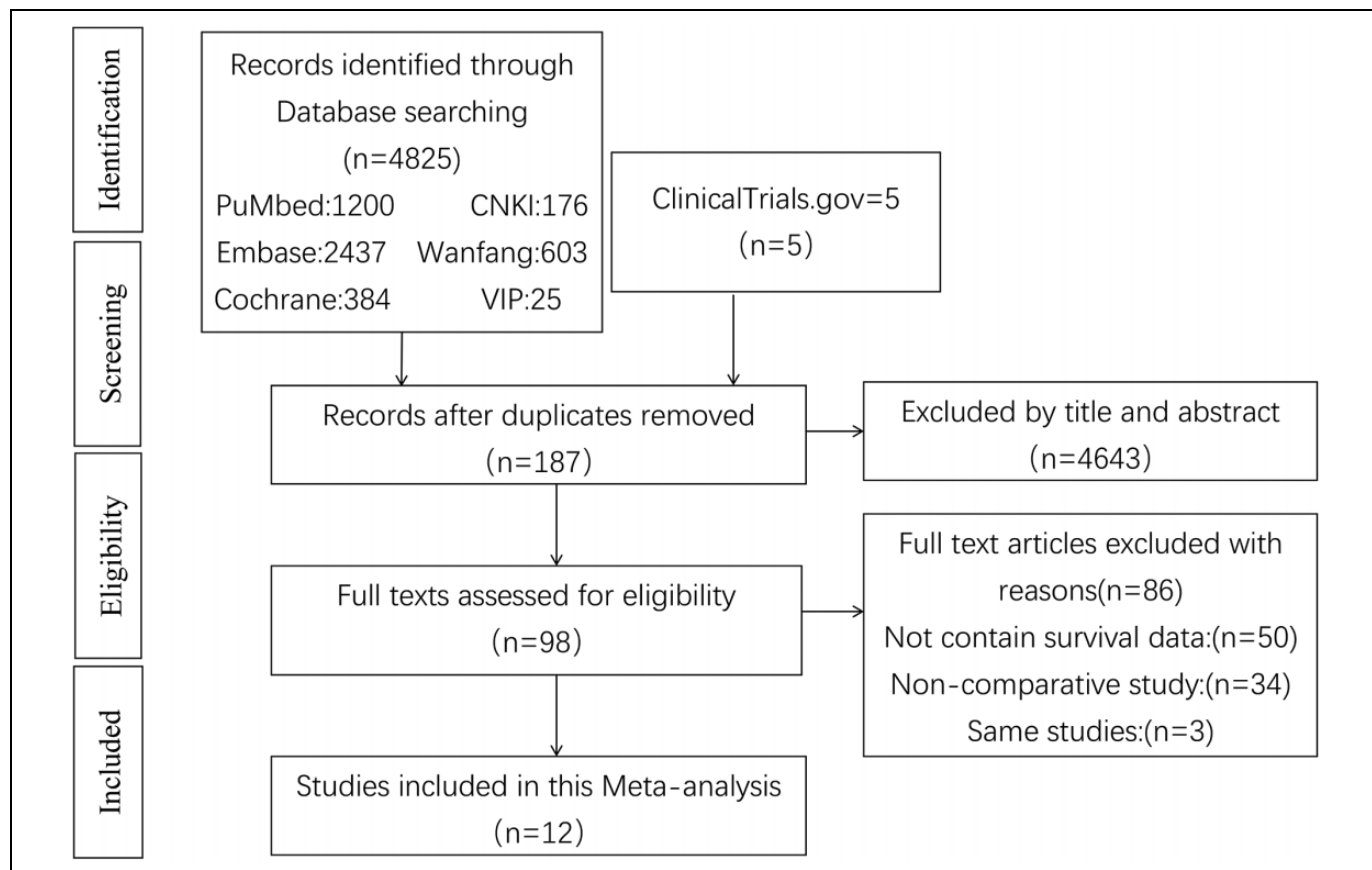 Identification
Records identified through
Database searching
(n=4825)
PuMbed:1200 CNKI:176
Embase:2437 Wanfang:603
Cochrane:384 VIP:25
ClinicalTrials.gov=5
(n=5)
Screening
Records after duplicates removed
(n=187)
Excluded by title and abstract
(n=4643)
Eligibility
Full texts assessed for eligibility
(n=98)
Full text articles excluded with
reasons(n=86)
Not contain survival data:(n=50)
Non-comparative study:(n=34)
Same studies:(n=3)
Included
Studies included in this Meta-analysis
(n=12)